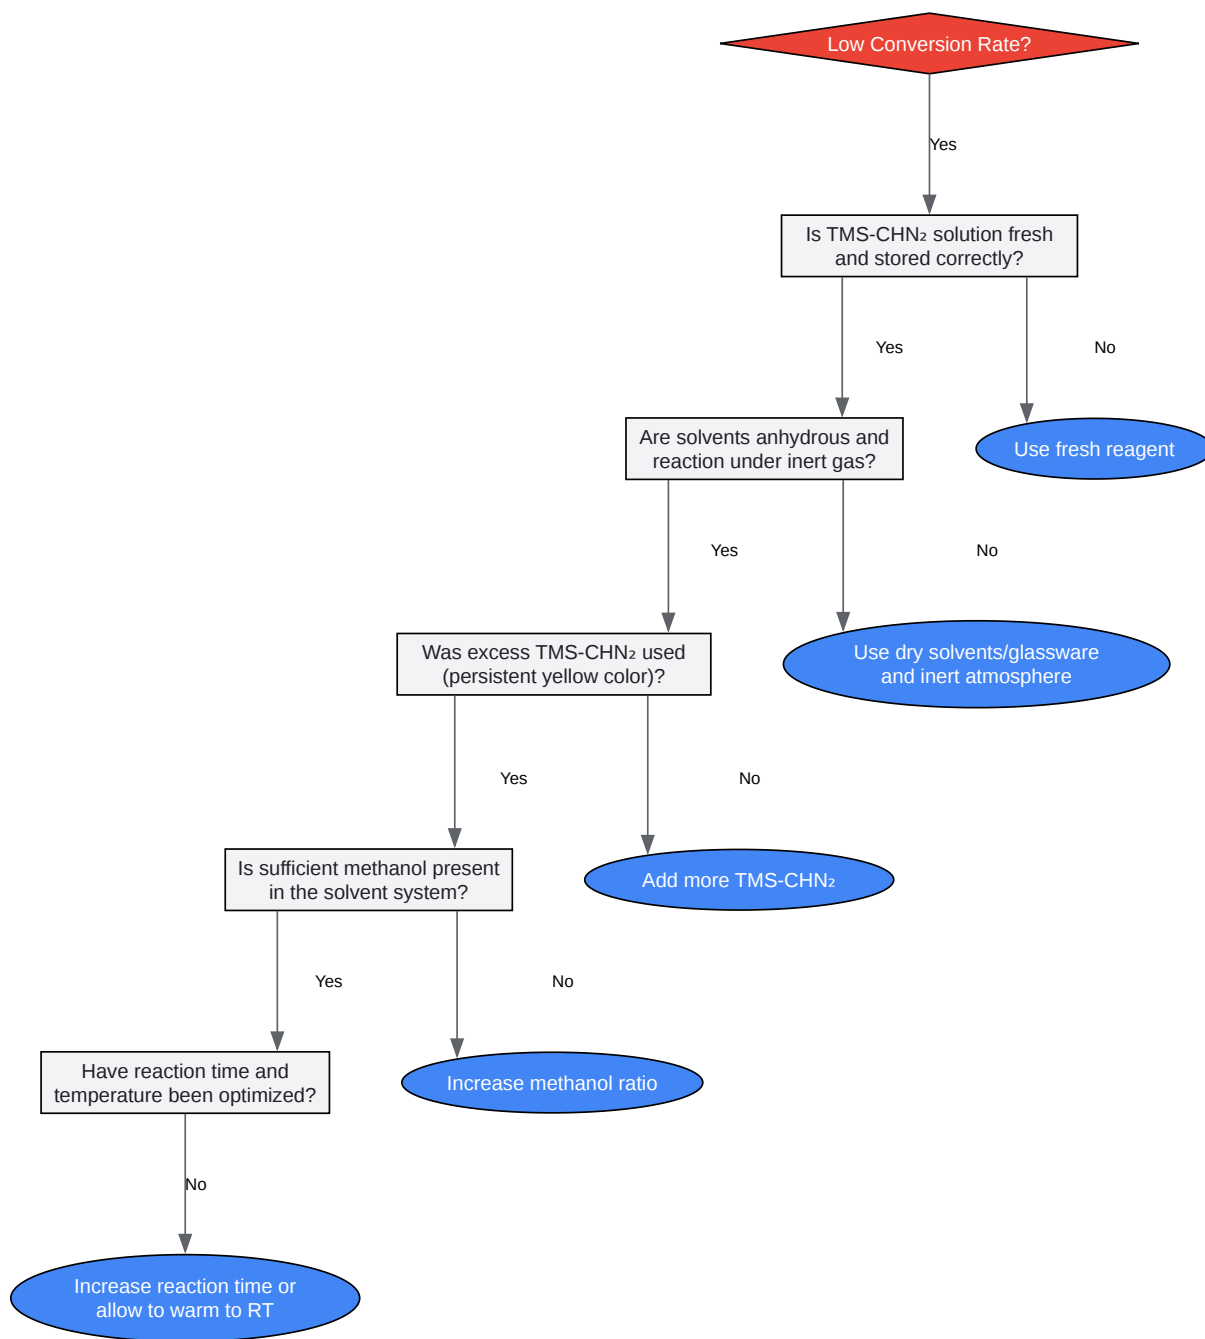 Low Conversion Rate?
Yes
Is TMS-CHN₂ solution fresh
and stored correctly?
Yes
No
Are solvents anhydrous and
reaction under inert gas?
Use fresh reagent
Yes
No
Was excess TMS-CHN₂ used
(persistent yellow color)?
Use dry solvents/glassware
and inert atmosphere
Yes
No
Is sufficient methanol present
in the solvent system?
Add more TMS-CHN₂
Yes
No
Have reaction time and
temperature been optimized?
Increase methanol ratio
No
Increase reaction time or
allow to warm to RT